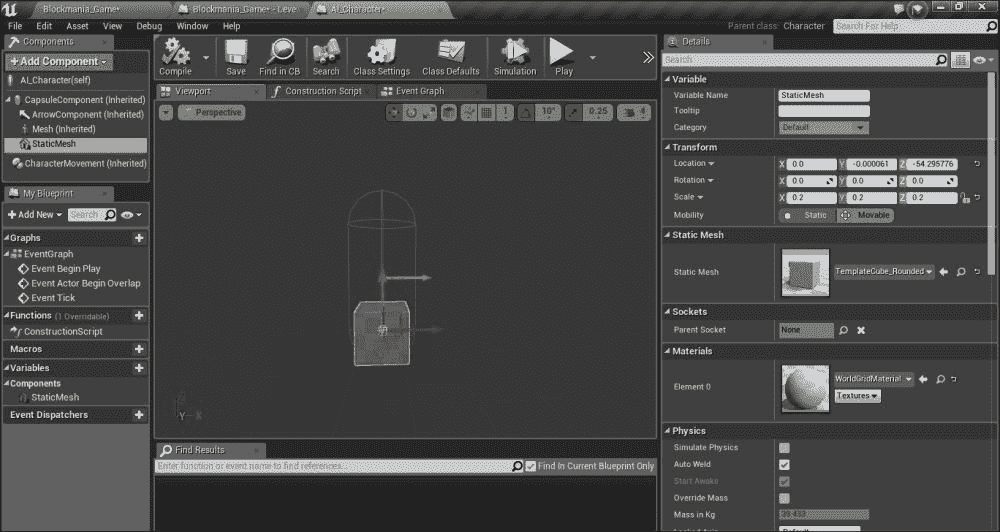 Blockmania_Game*
Blockmania_Game* - Leve
AI_Character*
File Edit Asset View Debug Window Help
Parent class: Character
Search For Help
Components
+Add Component
AI_Character(self)
CapsuleComponent (Inherited)
ArrowComponent (Inherited)
Mesh (Inherited)
StaticMesh
CharacterMovement (Inherited)
My Blueprint
+Add New
Search
Graphs
EventGraph
Event Begin Play
Event Actor Begin Overlap
Event Tick
Functions (1 Overridable)
ConstructionScript
Macros
Variables
Components
StaticMesh
Event Dispatchers
Compile
Save
Find in CB
Search
Class Settings
Class Defaults
Simulation
Play
Viewport
Construction Script
Event Graph
Perspective
10°
0.25
4
Z
Y X
Find Results
Enter function or event name to find references...
Find In Current Blueprint Only
Details
Search
Variable
Variable Name StaticMesh
Tooltip
Category Default
Transform
Location X 0.0 Y -0.000061 Z -54.295776
Rotation X 0.0 Y 0.0 Z 0.0
Scale X 0.2 Y 0.2 Z 0.2
Mobility Static Movable
Static Mesh
Static Mesh TemplateCube_Rounded
Sockets
Parent Socket None
Materials
Element 0 WorldGridMaterial
Textures
Physics
Simulate Physics
Auto Weld
Start Awake
Override Mass
Mass in Kg 39.433
Default